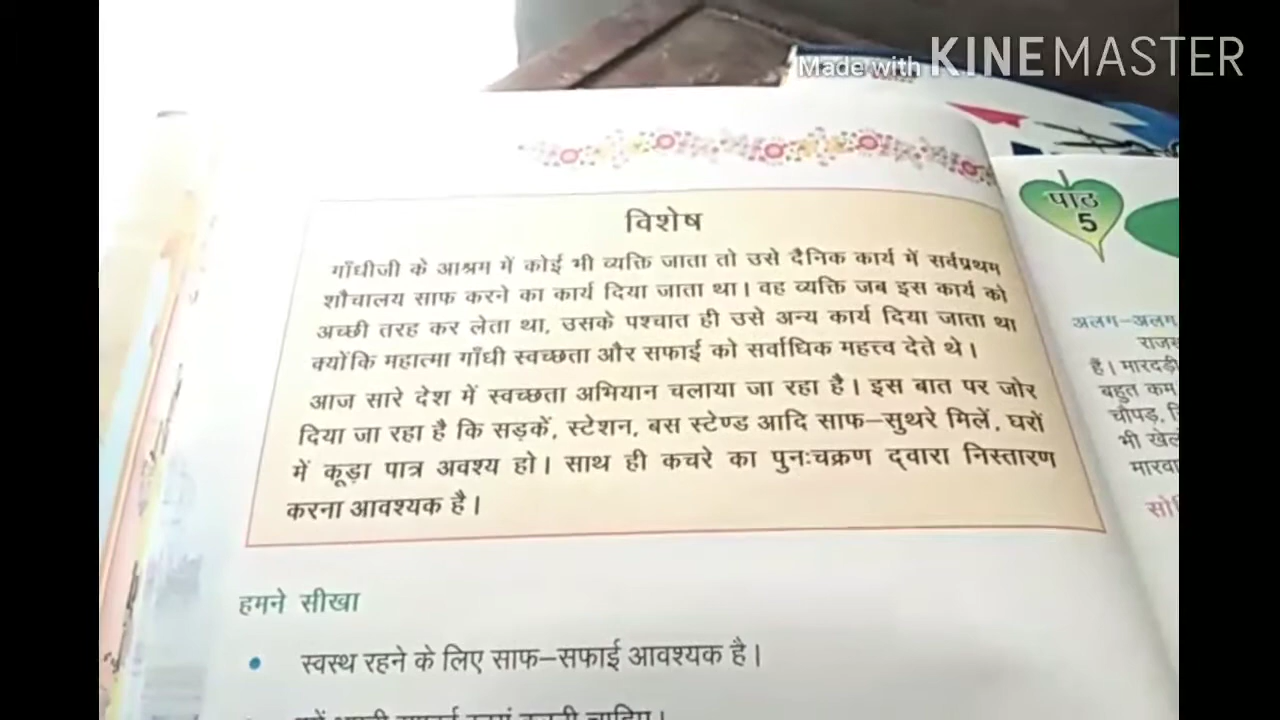 Made with KINEMASTER
विशेष
गाँधीजी के आश्रम में कोई भी व्यक्ति जाता तो उसे दैनिक कार्य में सर्वप्रथम
शौचालय साफ करने का कार्य दिया जाता था। वह व्यक्ति जब इस कार्य को
अच्छी तरह कर लेता था, उसके पश्चात ही उसे अन्य कार्य दिया जाता था
क्योंकि महात्मा गाँधी स्वच्छता और सफाई को सर्वाधिक महत्त्व देते थे।
आज सारे देश में स्वच्छता अभियान चलाया जा रहा है। इस बात पर जोर
दिया जा रहा है कि सड़कें, स्टेशन, बस स्टेण्ड आदि साफ–सुथरे मिलें, घरों
में कूड़ा पात्र अवश्य हो। साथ ही कचरे का पुनःचक्रण द्वारा निस्तारण
करना आवश्यक है।
हमने सीखा
• स्वस्थ रहने के लिए साफ–सफाई आवश्यक है।
पाठ
5
अलग–अलग
हैं। मारदड़ी
बहुत कम
चौपड़,
भी